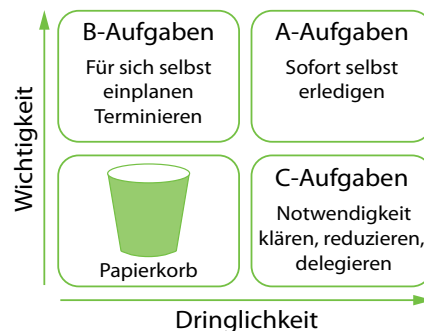 Wichtigkeit
B-Aufgaben
Für sich selbst
einplanen
Terminieren
A-Aufgaben
Sofort selbst
erledigen
Papierkorb
C-Aufgaben
Notwendigkeit
klären, reduzieren,
delegieren
Dringlichkeit